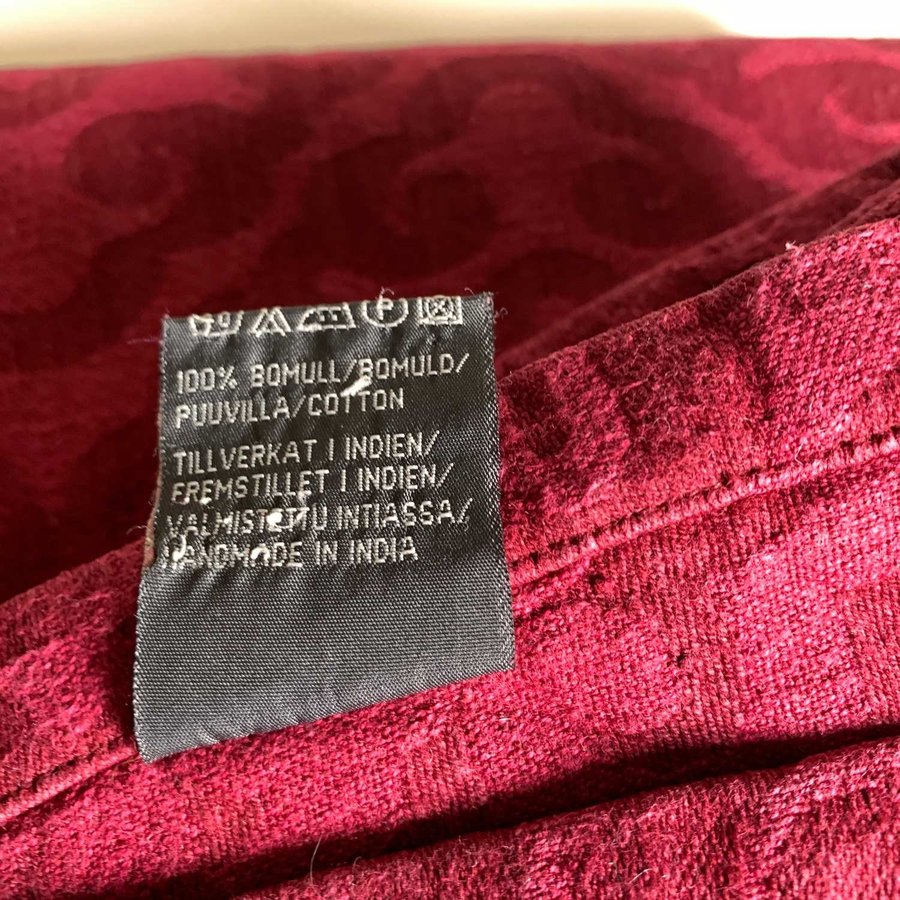 P
100% BOMULL/BOMULD/
PUUVILLA/COTTON
TILLVERKAT I INDIEN/
FREMSTILLET I INDIEN/
VALMISTETTU INTIASSA/
HANDMADE IN INDIA